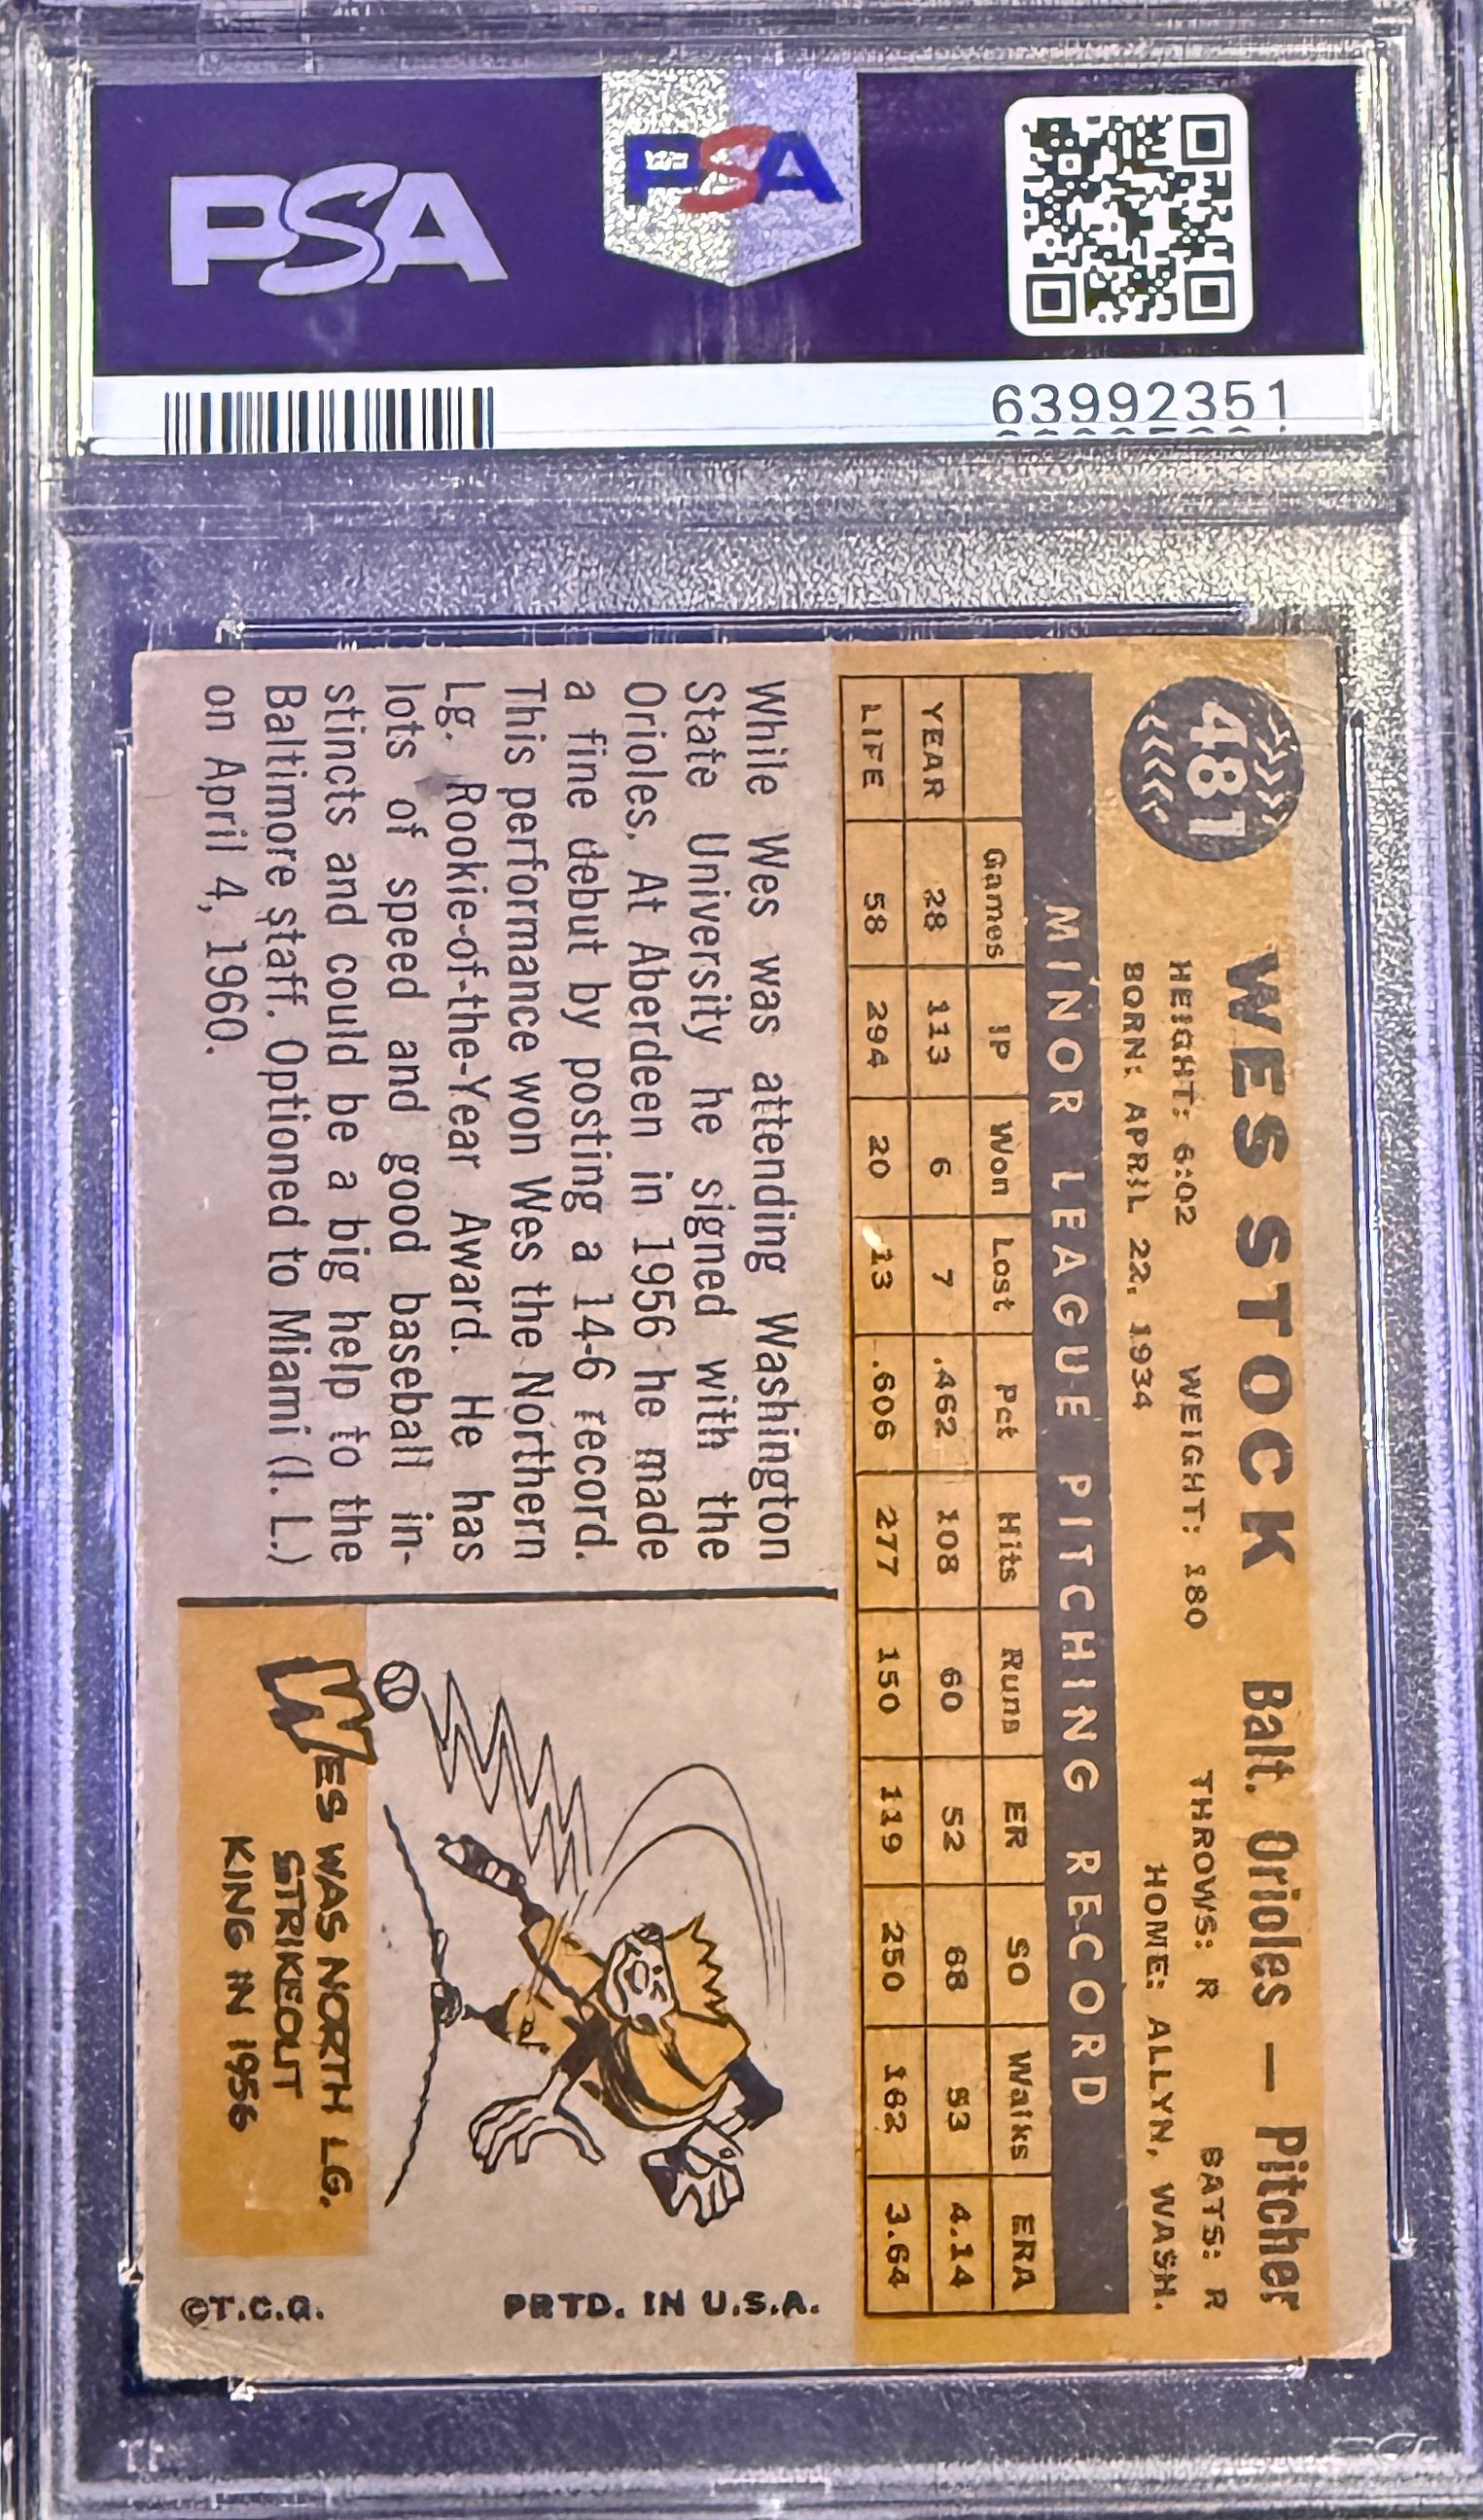 PSA
PSA
63992351
481
WES STOCK Balt. Orioles — Pitcher
HEIGHT: 6:02 WEIGHT: 180 THROWS: R BATS: R
BORN: APRIL 22, 1934 HOME: ALLYN, WASH.
MINOR LEAGUE PITCHING RECORD
Games IP Won Lost Pct Hits Runs ER SO Walks ERA
YEAR 28 113 6 7 .462 108 60 52 68 53 4.14
LIFE 58 294 20 13 .606 277 150 119 250 162 3.64
While Wes was attending Washington
State University he signed with the
Orioles. At Aberdeen in 1956 he made
a fine debut by posting a 14-6 record.
This performance won Wes the Northern
Lg. Rookie-of-the-Year Award. He has
lots of speed and good baseball in-
stincts and could be a big help to the
Baltimore staff. Optioned to Miami (I. L.)
on April 4, 1960.
WES WAS NORTH LG.
STRIKEOUT
KING IN 1956
PRTD. IN U.S.A.
©T.C.G.